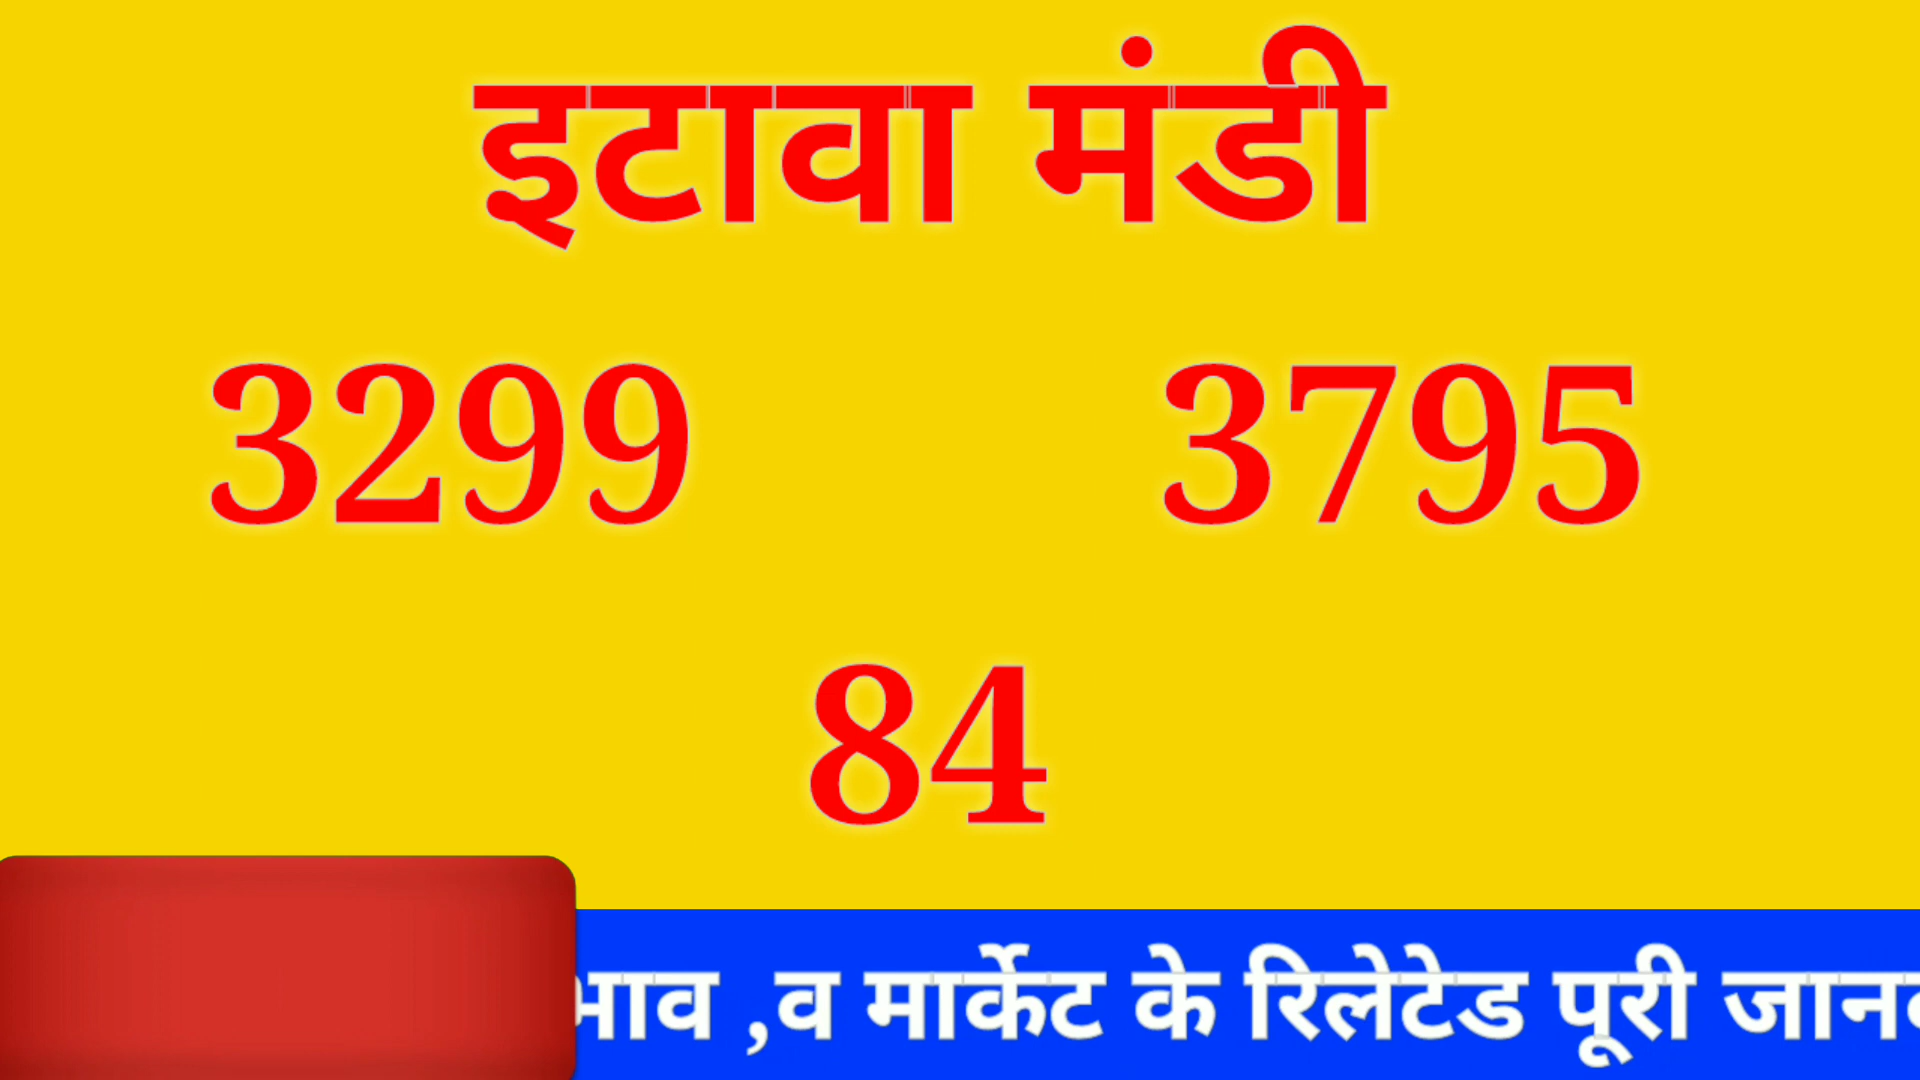 इटावा मंडी
3299 3795
84
भाव ,व मार्केट के रिलेटेड पूरी